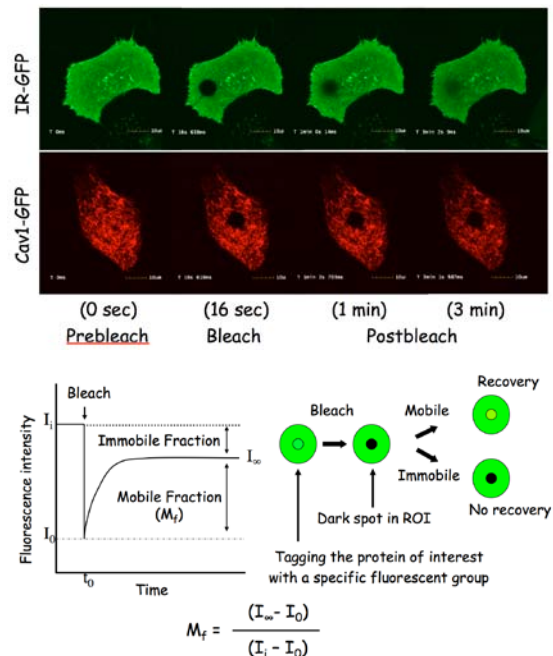 IR-GFP
Cav1-GFP
(0 sec) (16 sec) (1 min) (3 min)
Prebleach Bleach Postbleach
Fluorescence intensity
Bleach
Iᵢ
Immobile Fraction
I∞
Mobile Fraction
(M_f)
I₀
t₀
Time
Bleach
Mobile
Immobile
Recovery
No recovery
Dark spot in ROI
Tagging the protein of interest
with a specific fluorescent group
M_f = (I∞- I₀)
(Iᵢ - I₀)